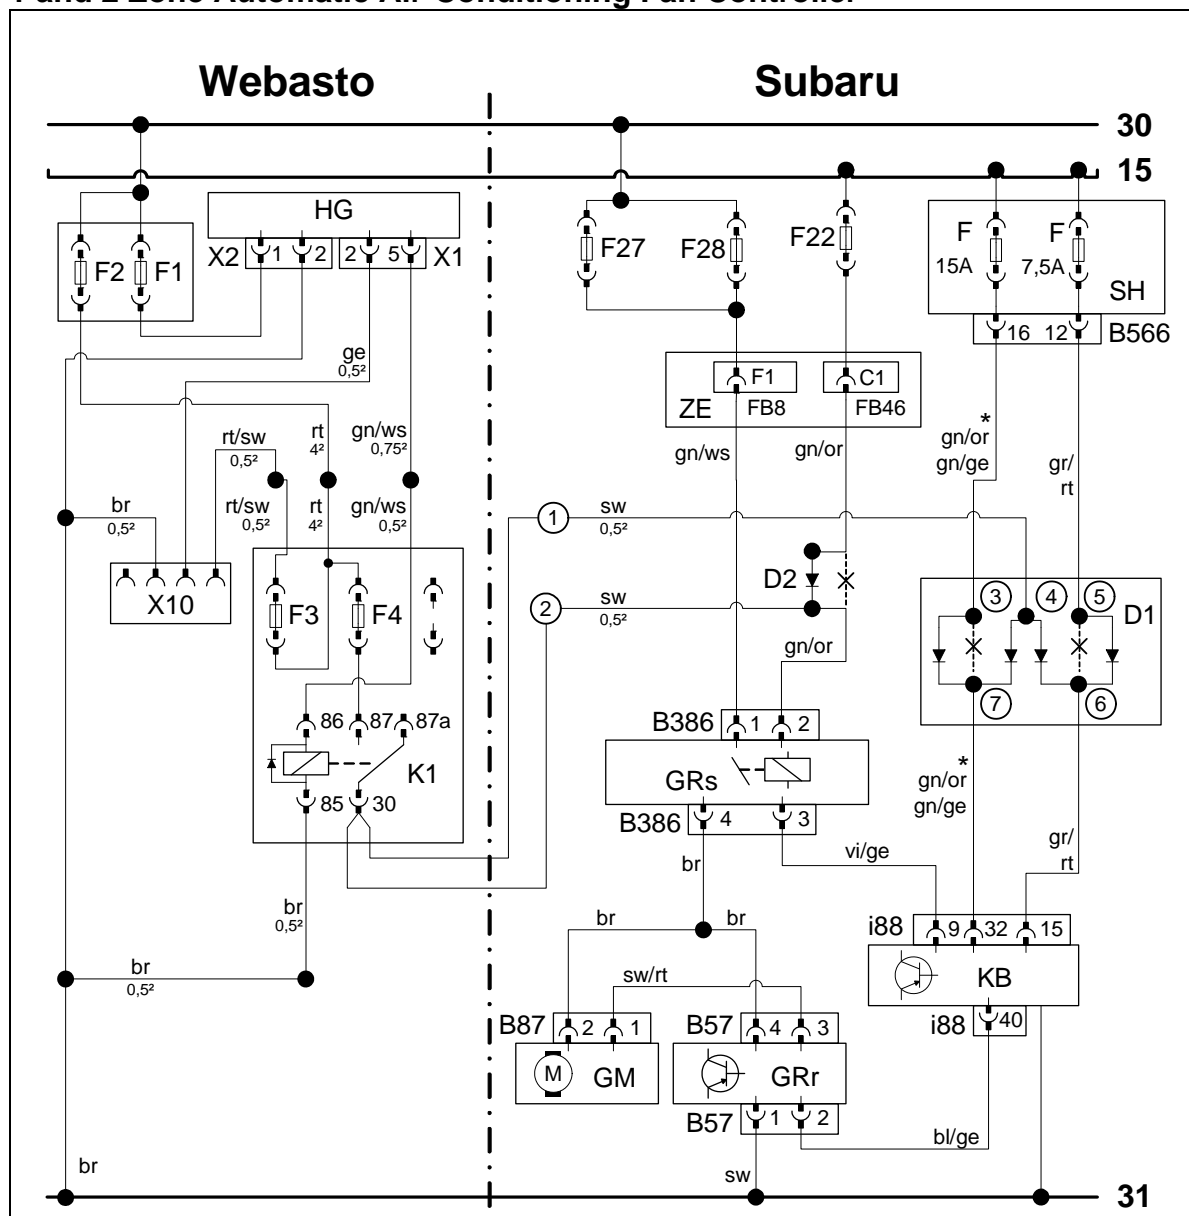 1 and 2 Zone Automatic Air-Conditioning Fan Controller
Webasto
Subaru
30
15
HG
X2 1 2 2 5 X1
F2 F1
F27 F28 F22
F F
15A 7,5A
SH
16 12 B566
ge
0,5²
F1 C1
ZE FB8 FB46
rt/sw
0,5²
rt
4²
gn/ws
0,75²
gn/ws
gn/or
*
gn/or
gn/ge
gr/
rt
br
0,5²
rt/sw
0,5²
rt
4²
gn/ws
0,5²
1
sw
0,5²
X10
F3 F4
2
sw
0,5²
D2
3 4 5
D1
7 6
gn/or
86 87 87a
K1
85 30
B386 1 2
GRs
B386 4 3
*
gn/or
gn/ge
gr/
rt
vi/ge
br
br
0,5²
br br
i88 9 32 15
KB
i88 40
br
0,5²
sw/rt
B87 2 1
M GM
B57 4 3
GRr
B57 1 2
bl/ge
br
sw
31